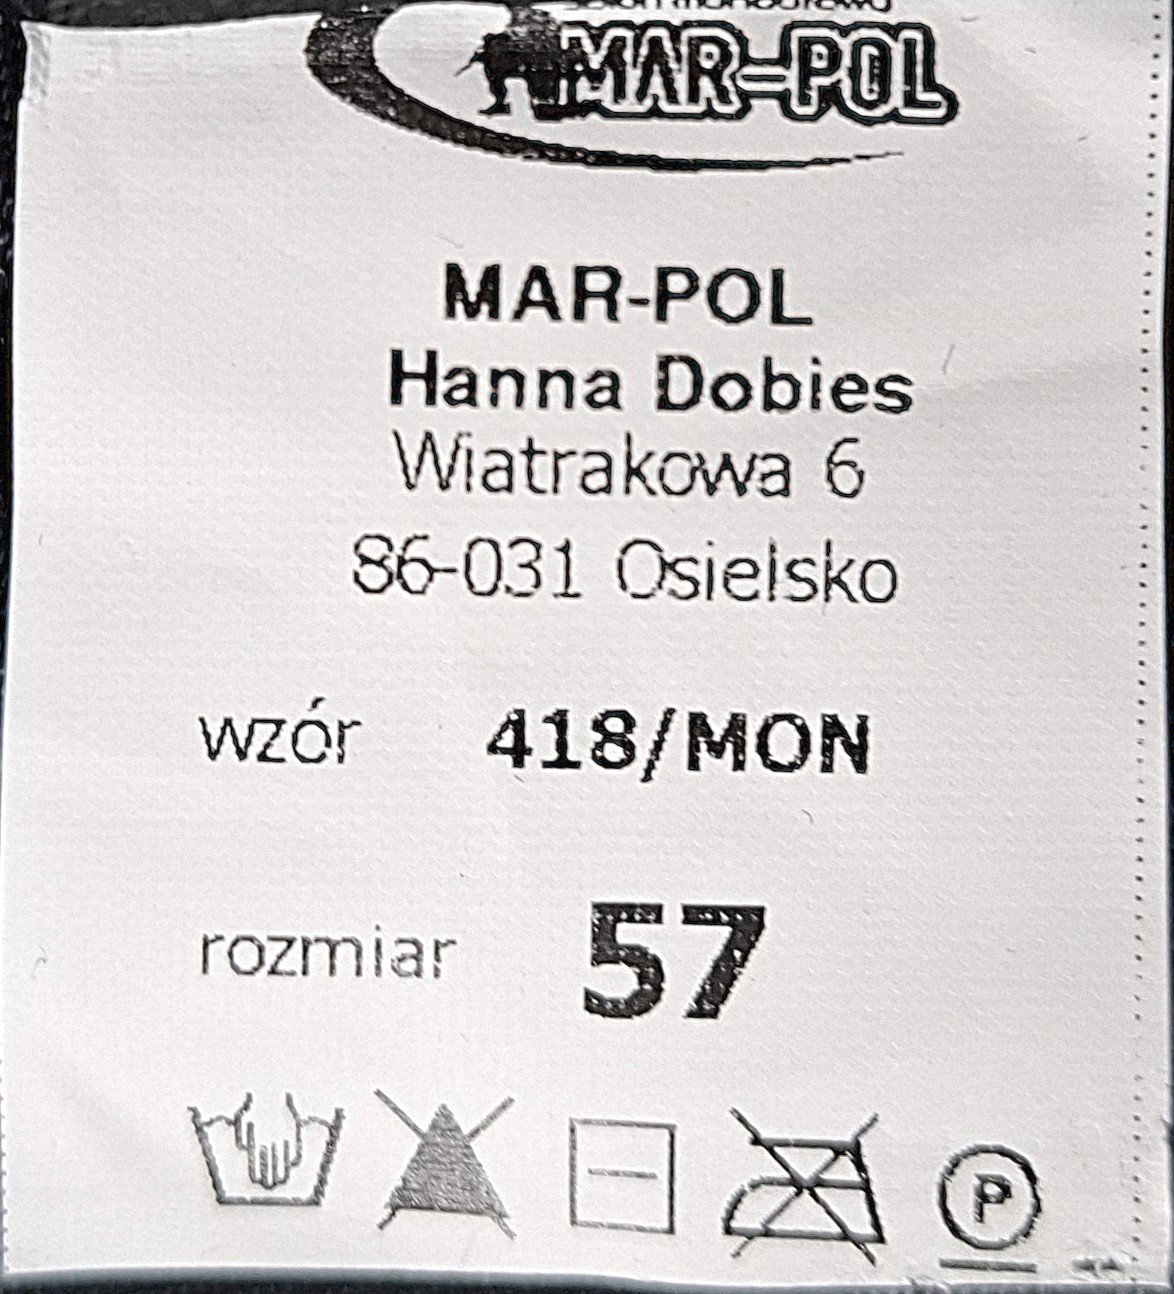 MAR=POL
MAR-POL
Hanna Dobies
Wiatrakowa 6
86-031 Osielsko
wzór 418/MON
rozmiar 57
P